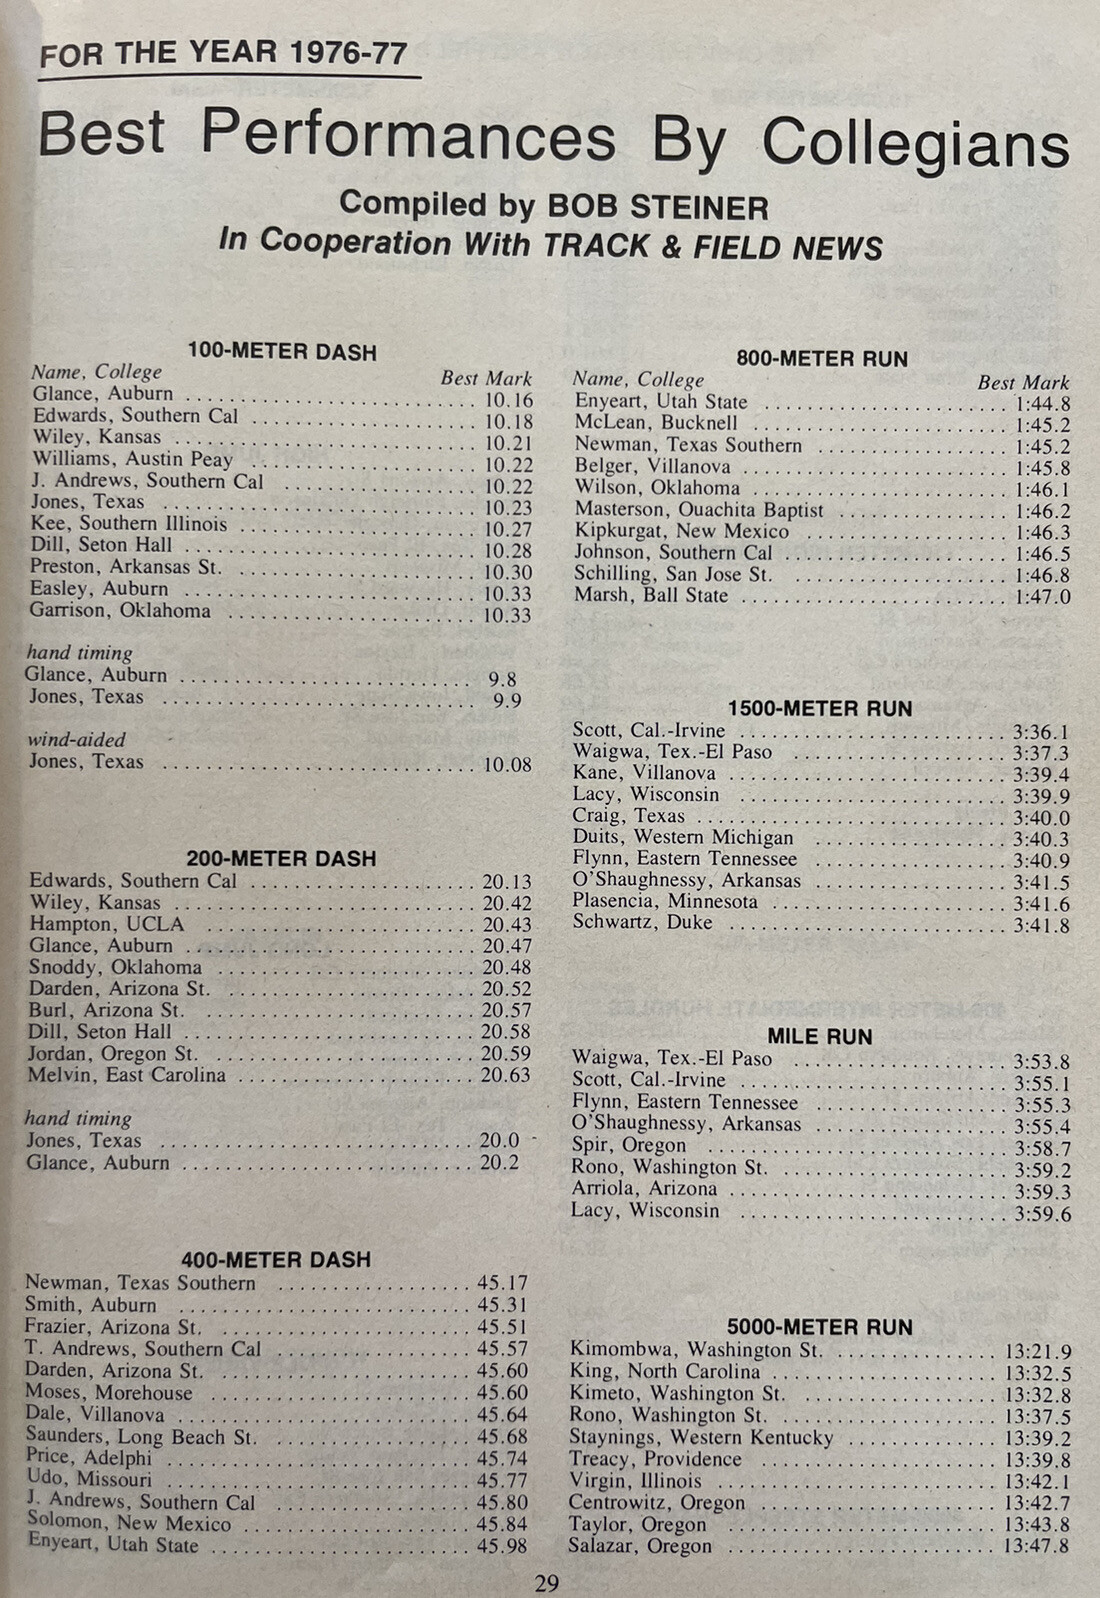 FOR THE YEAR 1976-77
Best Performances By Collegians
Compiled by BOB STEINER
In Cooperation With TRACK & FIELD NEWS
100-METER DASH
Name, College Best Mark
Glance, Auburn 10.16
Edwards, Southern Cal 10.18
Wiley, Kansas 10.21
Williams, Austin Peay 10.22
J. Andrews, Southern Cal 10.22
Jones, Texas 10.23
Kee, Southern Illinois 10.27
Dill, Seton Hall 10.28
Preston, Arkansas St. 10.30
Easley, Auburn 10.33
Garrison, Oklahoma 10.33
hand timing
Glance, Auburn 9.8
Jones, Texas 9.9
wind-aided
Jones, Texas 10.08
200-METER DASH
Edwards, Southern Cal 20.13
Wiley, Kansas 20.42
Hampton, UCLA 20.43
Glance, Auburn 20.47
Snoddy, Oklahoma 20.48
Darden, Arizona St. 20.52
Burl, Arizona St. 20.57
Dill, Seton Hall 20.58
Jordan, Oregon St. 20.59
Melvin, East Carolina 20.63
hand timing
Jones, Texas 20.0
Glance, Auburn 20.2
400-METER DASH
Newman, Texas Southern 45.17
Smith, Auburn 45.31
Frazier, Arizona St. 45.51
T. Andrews, Southern Cal 45.57
Darden, Arizona St. 45.60
Moses, Morehouse 45.60
Dale, Villanova 45.64
Saunders, Long Beach St. 45.68
Price, Adelphi 45.74
Udo, Missouri 45.77
J. Andrews, Southern Cal 45.80
Solomon, New Mexico 45.84
Enyeart, Utah State 45.98
800-METER RUN
Name, College Best Mark
Enyeart, Utah State 1:44.8
McLean, Bucknell 1:45.2
Newman, Texas Southern 1:45.2
Belger, Villanova 1:45.8
Wilson, Oklahoma 1:46.1
Masterson, Ouachita Baptist 1:46.2
Kipkurgat, New Mexico 1:46.3
Johnson, Southern Cal 1:46.5
Schilling, San Jose St. 1:46.8
Marsh, Ball State 1:47.0
1500-METER RUN
Scott, Cal.-Irvine 3:36.1
Waigwa, Tex.-El Paso 3:37.3
Kane, Villanova 3:39.4
Lacy, Wisconsin 3:39.9
Craig, Texas 3:40.0
Duits, Western Michigan 3:40.3
Flynn, Eastern Tennessee 3:40.9
O'Shaughnessy, Arkansas 3:41.5
Plasencia, Minnesota 3:41.6
Schwartz, Duke 3:41.8
MILE RUN
Waigwa, Tex.-El Paso 3:53.8
Scott, Cal.-Irvine 3:55.1
Flynn, Eastern Tennessee 3:55.3
O'Shaughnessy, Arkansas 3:55.4
Spir, Oregon 3:58.7
Rono, Washington St. 3:59.2
Arriola, Arizona 3:59.3
Lacy, Wisconsin 3:59.6
5000-METER RUN
Kimombwa, Washington St. 13:21.9
King, North Carolina 13:32.5
Kimeto, Washington St. 13:32.8
Rono, Washington St. 13:37.5
Staynings, Western Kentucky 13:39.2
Treacy, Providence 13:39.8
Virgin, Illinois 13:42.1
Centrowitz, Oregon 13:42.7
Taylor, Oregon 13:43.8
Salazar, Oregon 13:47.8
29